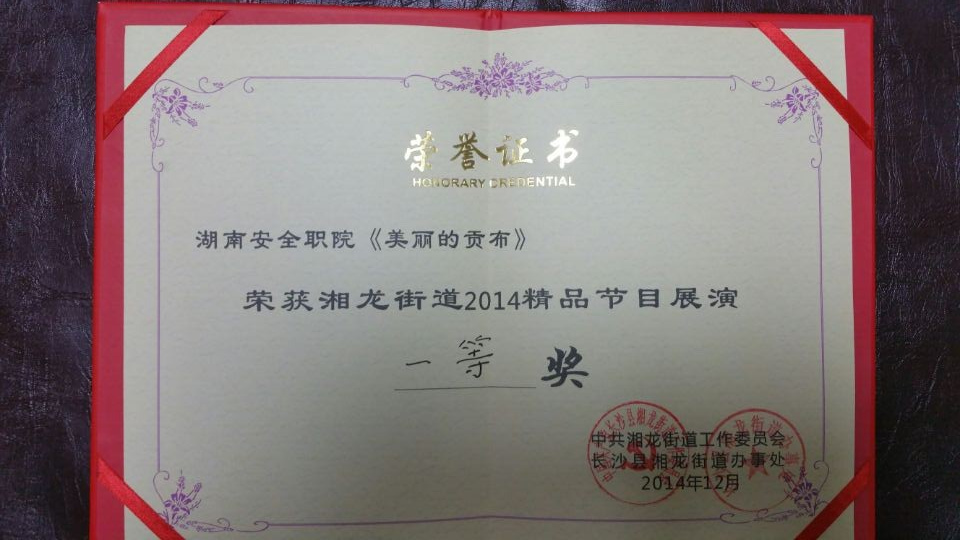 荣誉证书
HONORARY CREDENTIAL
湖南安全职院《美丽的贡布》
荣获湘龙街道2014精品节目展演
一等奖
中共湘龙街道工作委员会
长沙县湘龙街道办事处
2014年12月